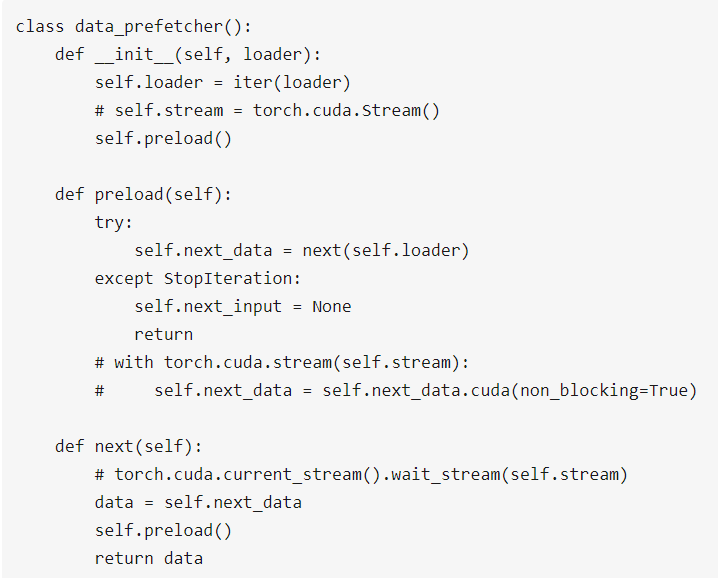 class data_prefetcher():
    def __init__(self, loader):
        self.loader = iter(loader)
        # self.stream = torch.cuda.Stream()
        self.preload()

    def preload(self):
        try:
            self.next_data = next(self.loader)
        except StopIteration:
            self.next_input = None
            return
        # with torch.cuda.stream(self.stream):
        #     self.next_data = self.next_data.cuda(non_blocking=True)

    def next(self):
        # torch.cuda.current_stream().wait_stream(self.stream)
        data = self.next_data
        self.preload()
        return data